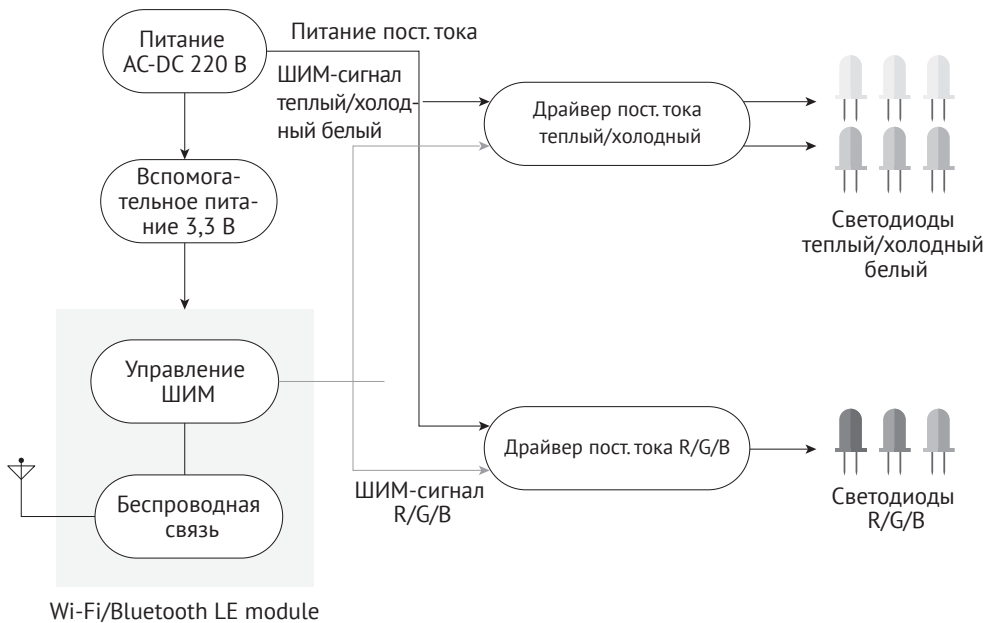 Питание
AC-DC 220 В
Питание пост. тока
ШИМ-сигнал
теплый/холод-
ный белый
Драйвер пост. тока
теплый/холодный
Светодиоды
теплый/холодный
белый
Вспомога-
тельное пита-
ние 3,3 В
Управление
ШИМ
Беспроводная
связь
Wi-Fi/Bluetooth LE module
Драйвер пост. тока R/G/B
ШИМ-сигнал
R/G/B
Светодиоды
R/G/B